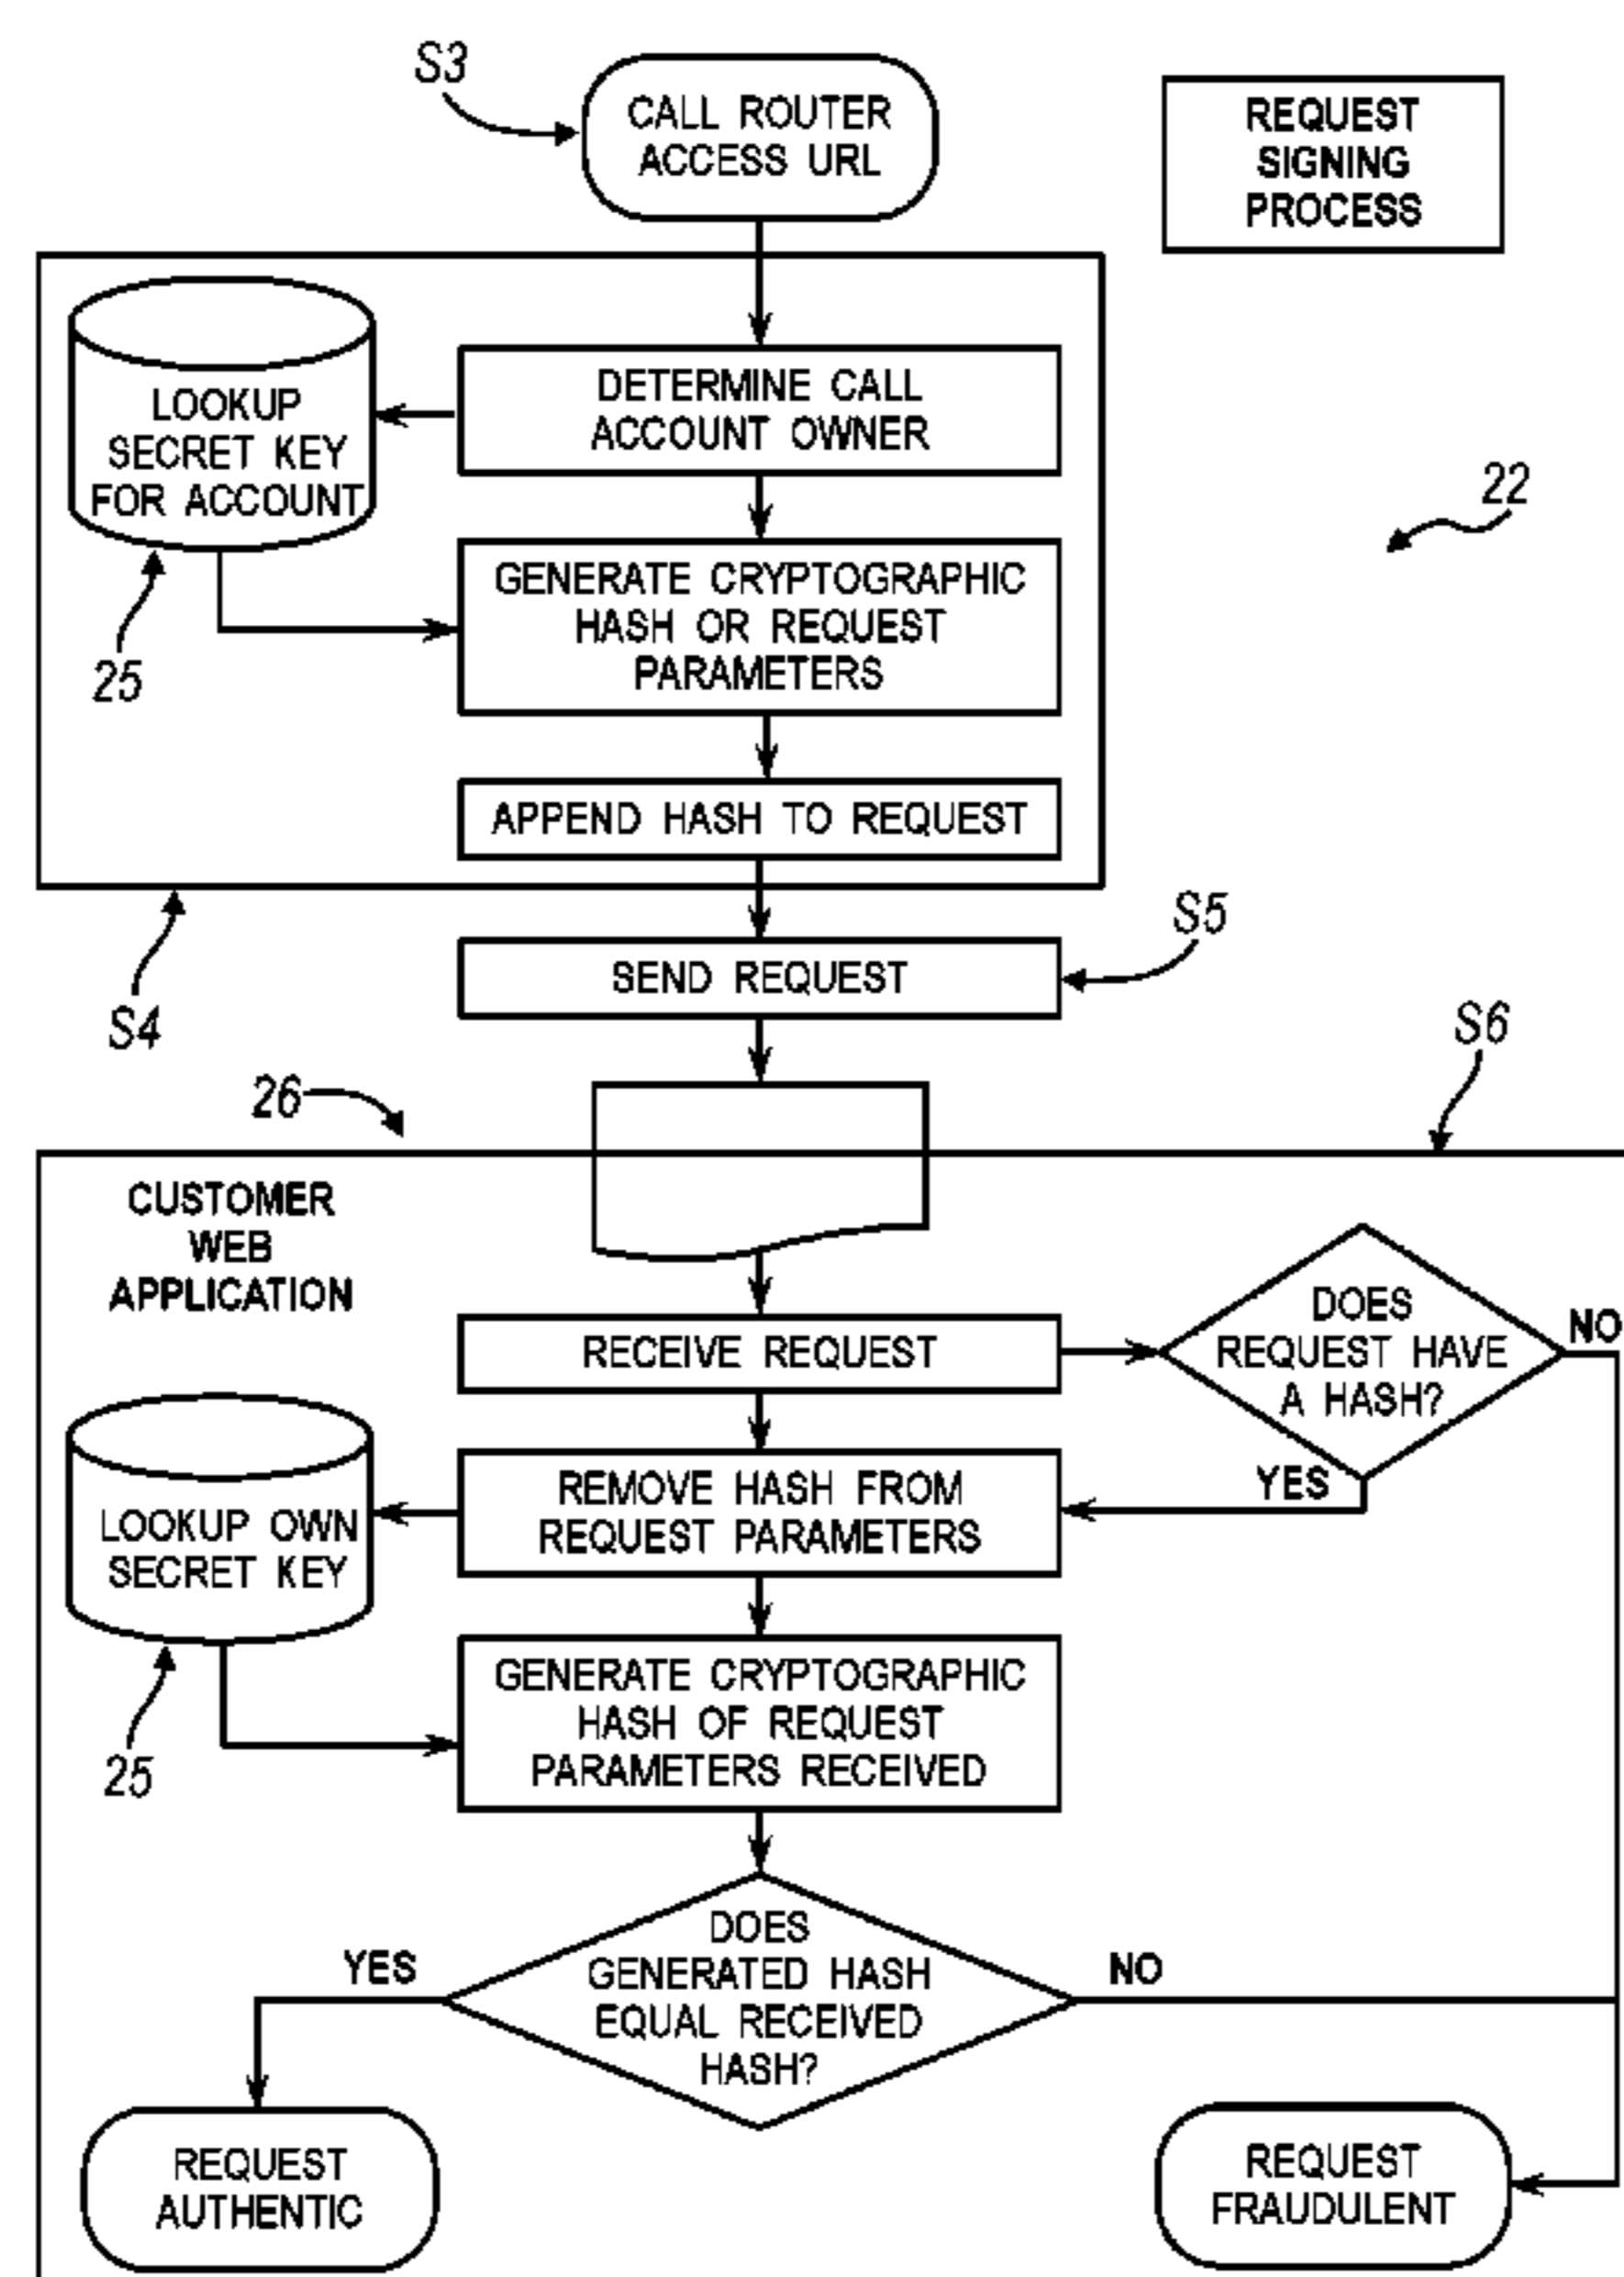 S3
CALL ROUTER
ACCESS URL
REQUEST
SIGNING
PROCESS
LOOKUP
SECRET KEY
FOR ACCOUNT
DETERMINE CALL
ACCOUNT OWNER
22
GENERATE CRYPTOGRAPHIC
HASH OR REQUEST
PARAMETERS
25
APPEND HASH TO REQUEST
S4
SEND REQUEST
S5
26
S6
CUSTOMER
WEB
APPLICATION
RECEIVE REQUEST
DOES
REQUEST HAVE
A HASH?
NO
YES
REMOVE HASH FROM
REQUEST PARAMETERS
LOOKUP OWN
SECRET KEY
25
GENERATE CRYPTOGRAPHIC
HASH OF REQUEST
PARAMETERS RECEIVED
DOES
GENERATED HASH
EQUAL RECEIVED
HASH?
YES
NO
REQUEST
AUTHENTIC
REQUEST
FRAUDULENT